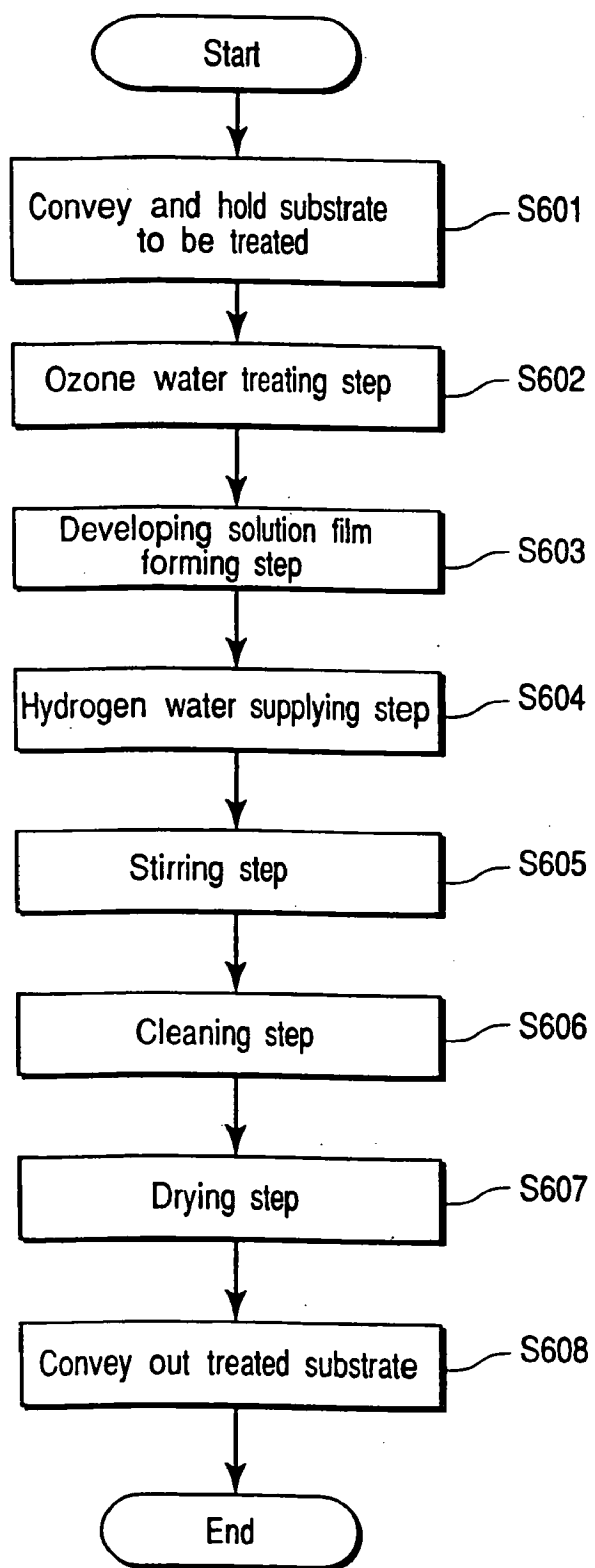 Start
Convey and hold substrate
to be treated
S601
Ozone water treating step
S602
Developing solution film
forming step
S603
Hydrogen water supplying step
S604
Stirring step
S605
Cleaning step
S606
Drying step
S607
Convey out treated substrate
S608
End